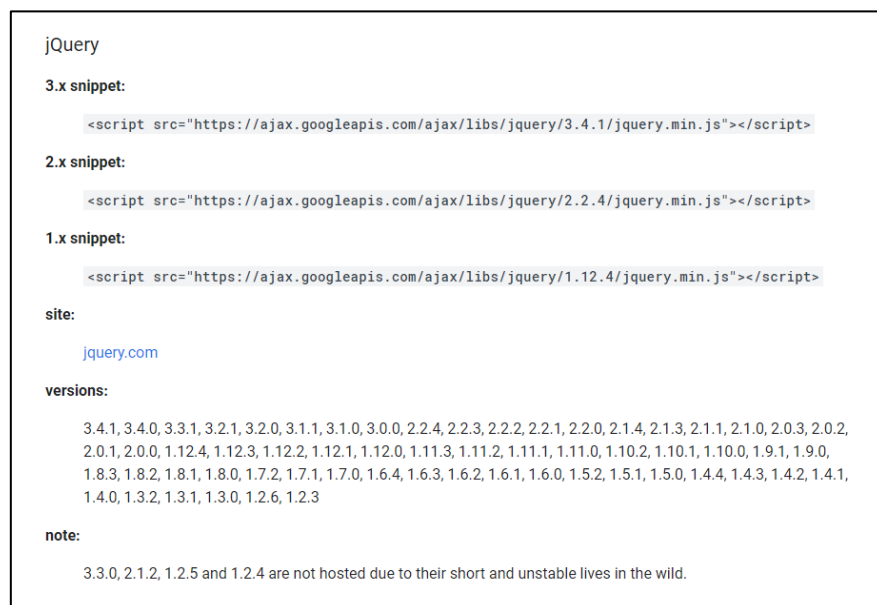 jQuery
3.x snippet:
<script src="https://ajax.googleapis.com/ajax/libs/jquery/3.4.1/jquery.min.js"></script>
2.x snippet:
<script src="https://ajax.googleapis.com/ajax/libs/jquery/2.2.4/jquery.min.js"></script>
1.x snippet:
<script src="https://ajax.googleapis.com/ajax/libs/jquery/1.12.4/jquery.min.js"></script>
site:
jquery.com
versions:
3.4.1, 3.4.0, 3.3.1, 3.2.1, 3.2.0, 3.1.1, 3.1.0, 3.0.0, 2.2.4, 2.2.3, 2.2.2, 2.2.1, 2.2.0, 2.1.4, 2.1.3, 2.1.1, 2.1.0, 2.0.3, 2.0.2,
2.0.1, 2.0.0, 1.12.4, 1.12.3, 1.12.2, 1.12.1, 1.12.0, 1.11.3, 1.11.2, 1.11.1, 1.11.0, 1.10.2, 1.10.1, 1.10.0, 1.9.1, 1.9.0,
1.8.3, 1.8.2, 1.8.1, 1.8.0, 1.7.2, 1.7.1, 1.7.0, 1.6.4, 1.6.3, 1.6.2, 1.6.1, 1.6.0, 1.5.2, 1.5.1, 1.5.0, 1.4.4, 1.4.3, 1.4.2, 1.4.1,
1.4.0, 1.3.2, 1.3.1, 1.3.0, 1.2.6, 1.2.3
note:
3.3.0, 2.1.2, 1.2.5 and 1.2.4 are not hosted due to their short and unstable lives in the wild.